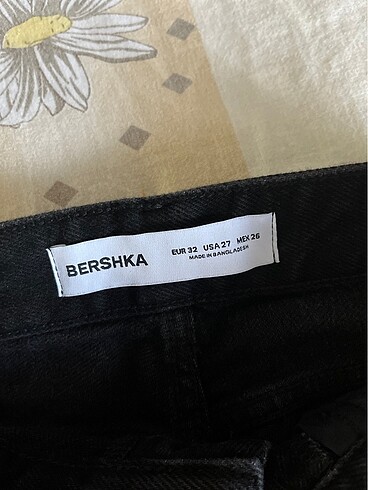 BERSHKA
EUR 32 USA 27 MEX 26
MADE IN BANGLADESH